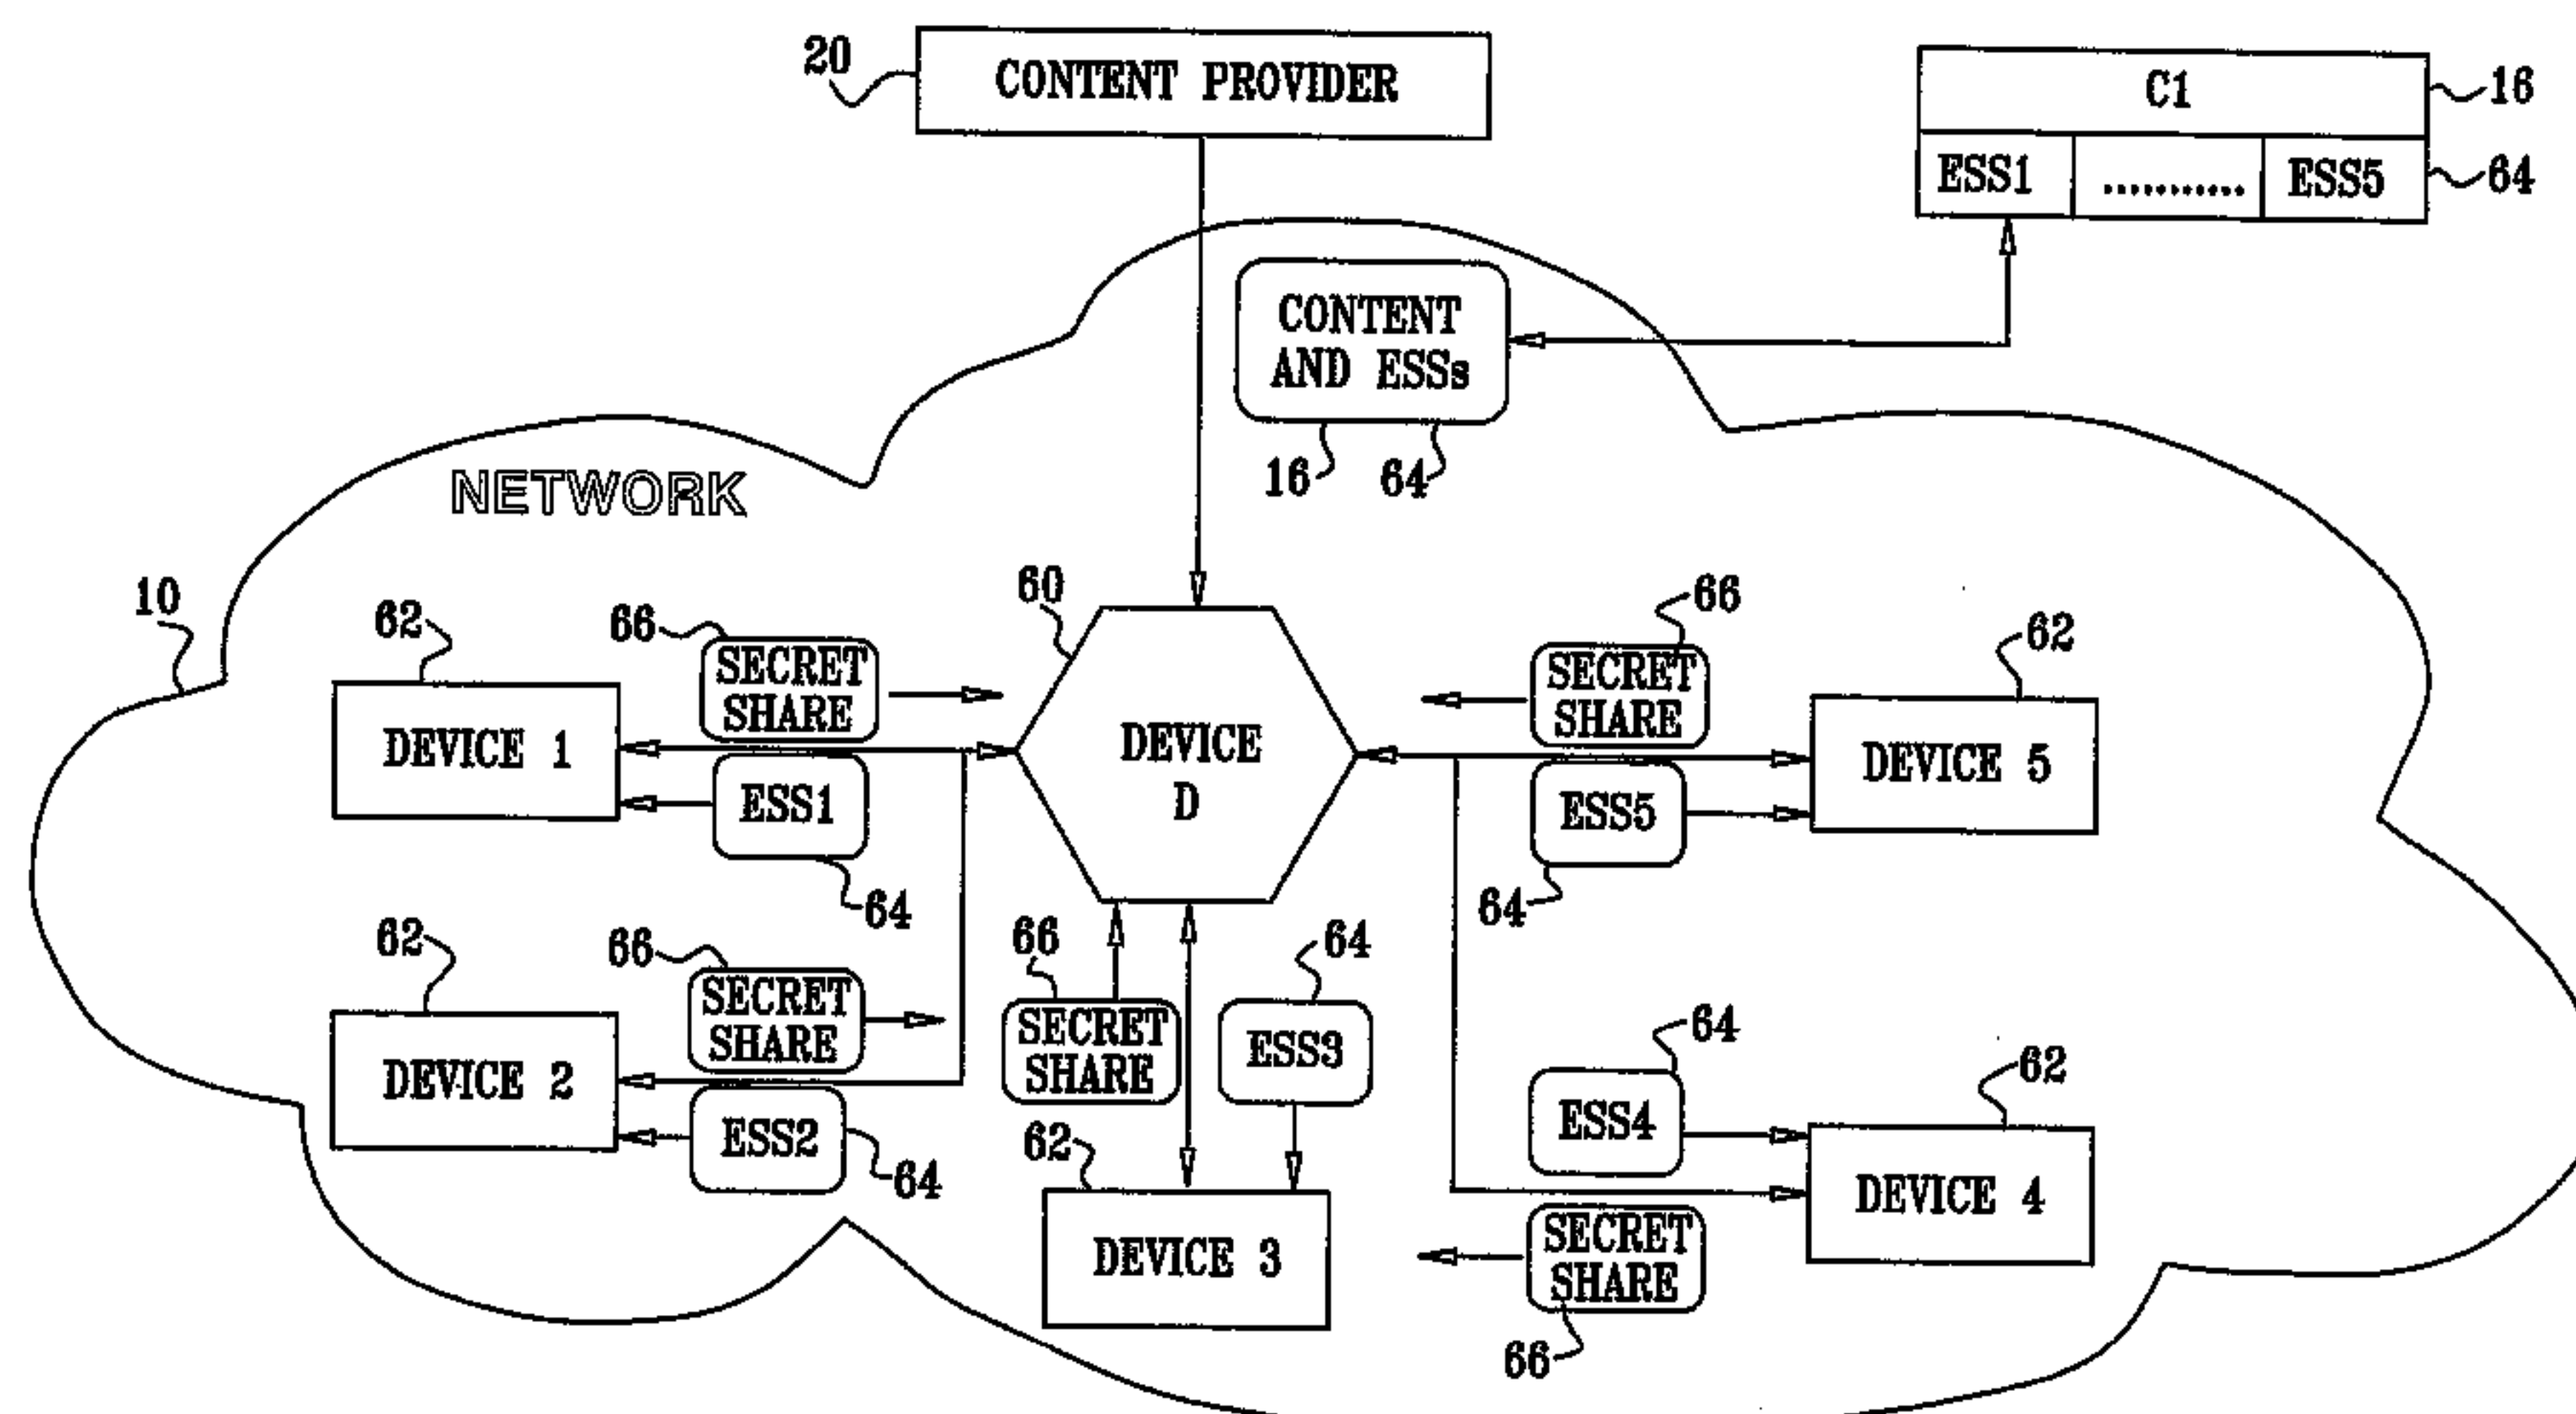 20
CONTENT PROVIDER
C1
16
ESS1
...........
ESS5
64
CONTENT
AND ESSs
16
64
NETWORK
10
62
66
SECRET
SHARE
DEVICE 1
ESS1
64
60
DEVICE
D
66
SECRET
SHARE
62
DEVICE 5
ESS5
64
62
66
SECRET
SHARE
DEVICE 2
ESS2
64
66
SECRET
SHARE
64
ESS3
62
DEVICE 3
64
ESS4
62
DEVICE 4
SECRET
SHARE
66